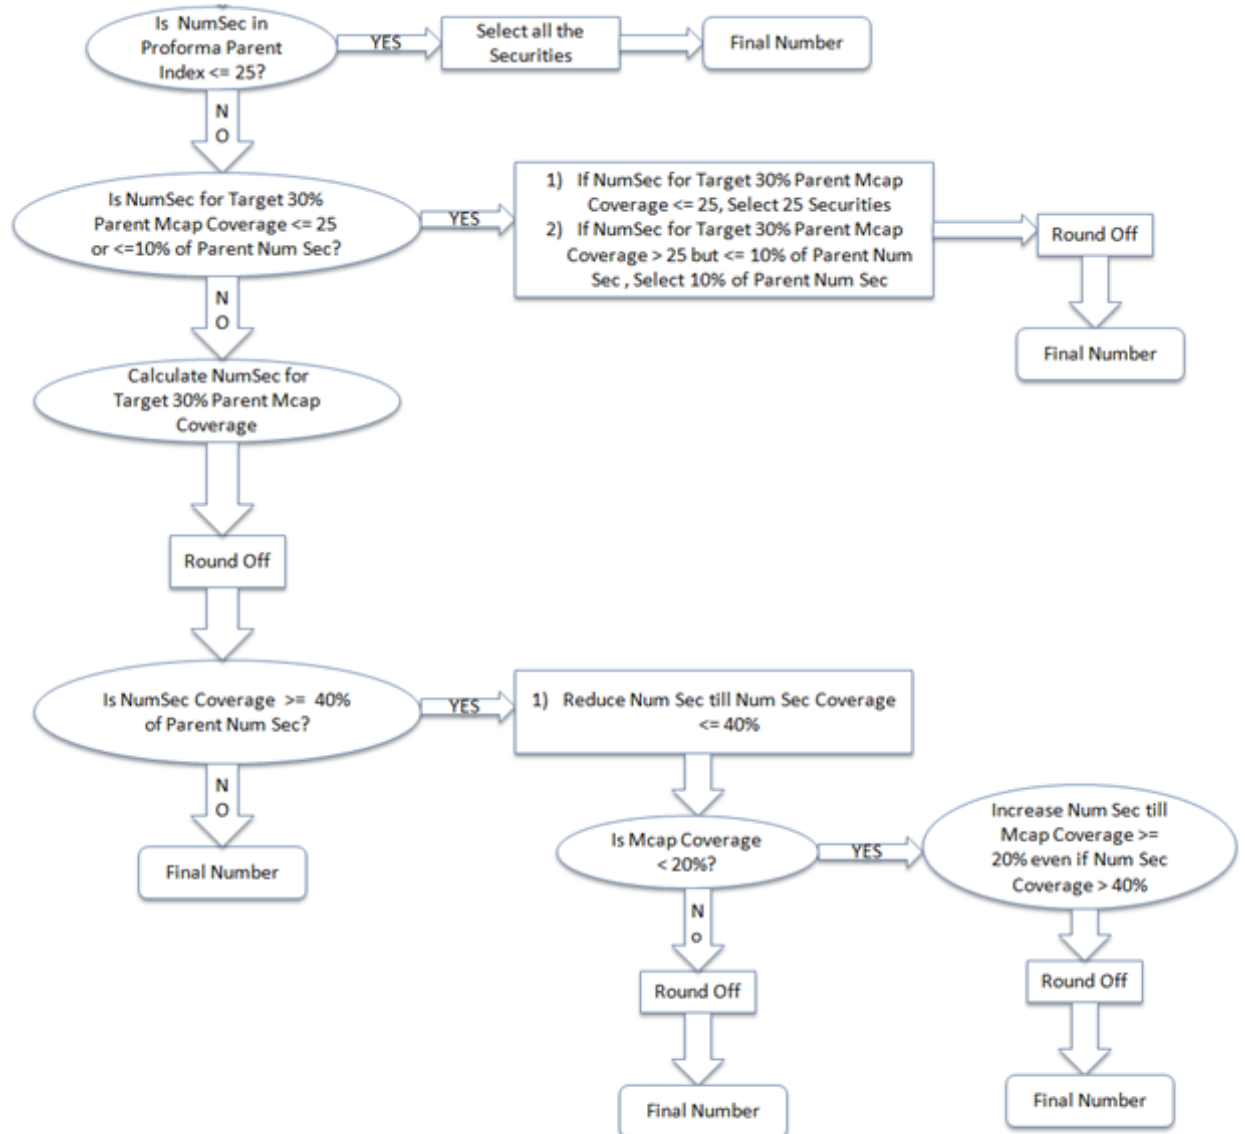 Is NumSec in
Proforma Parent
Index <= 25?
YES
Select all the
Securities
Final Number
N
O
Is NumSec for Target 30%
Parent Mcap Coverage <= 25
or <=10% of Parent Num Sec?
YES
1) If NumSec for Target 30% Parent Mcap
Coverage <= 25, Select 25 Securities
2) If NumSec for Target 30% Parent Mcap
Coverage > 25 but <= 10% of Parent Num
Sec , Select 10% of Parent Num Sec
Round Off
Final Number
N
O
Calculate NumSec for
Target 30% Parent Mcap
Coverage
Round Off
Is NumSec Coverage >= 40%
of Parent Num Sec?
YES
1) Reduce Num Sec till Num Sec Coverage
<= 40%
N
O
Final Number
Is Mcap Coverage
< 20%?
YES
Increase Num Sec till
Mcap Coverage >=
20% even if Num Sec
Coverage > 40%
N
o
Round Off
Final Number
Round Off
Final Number